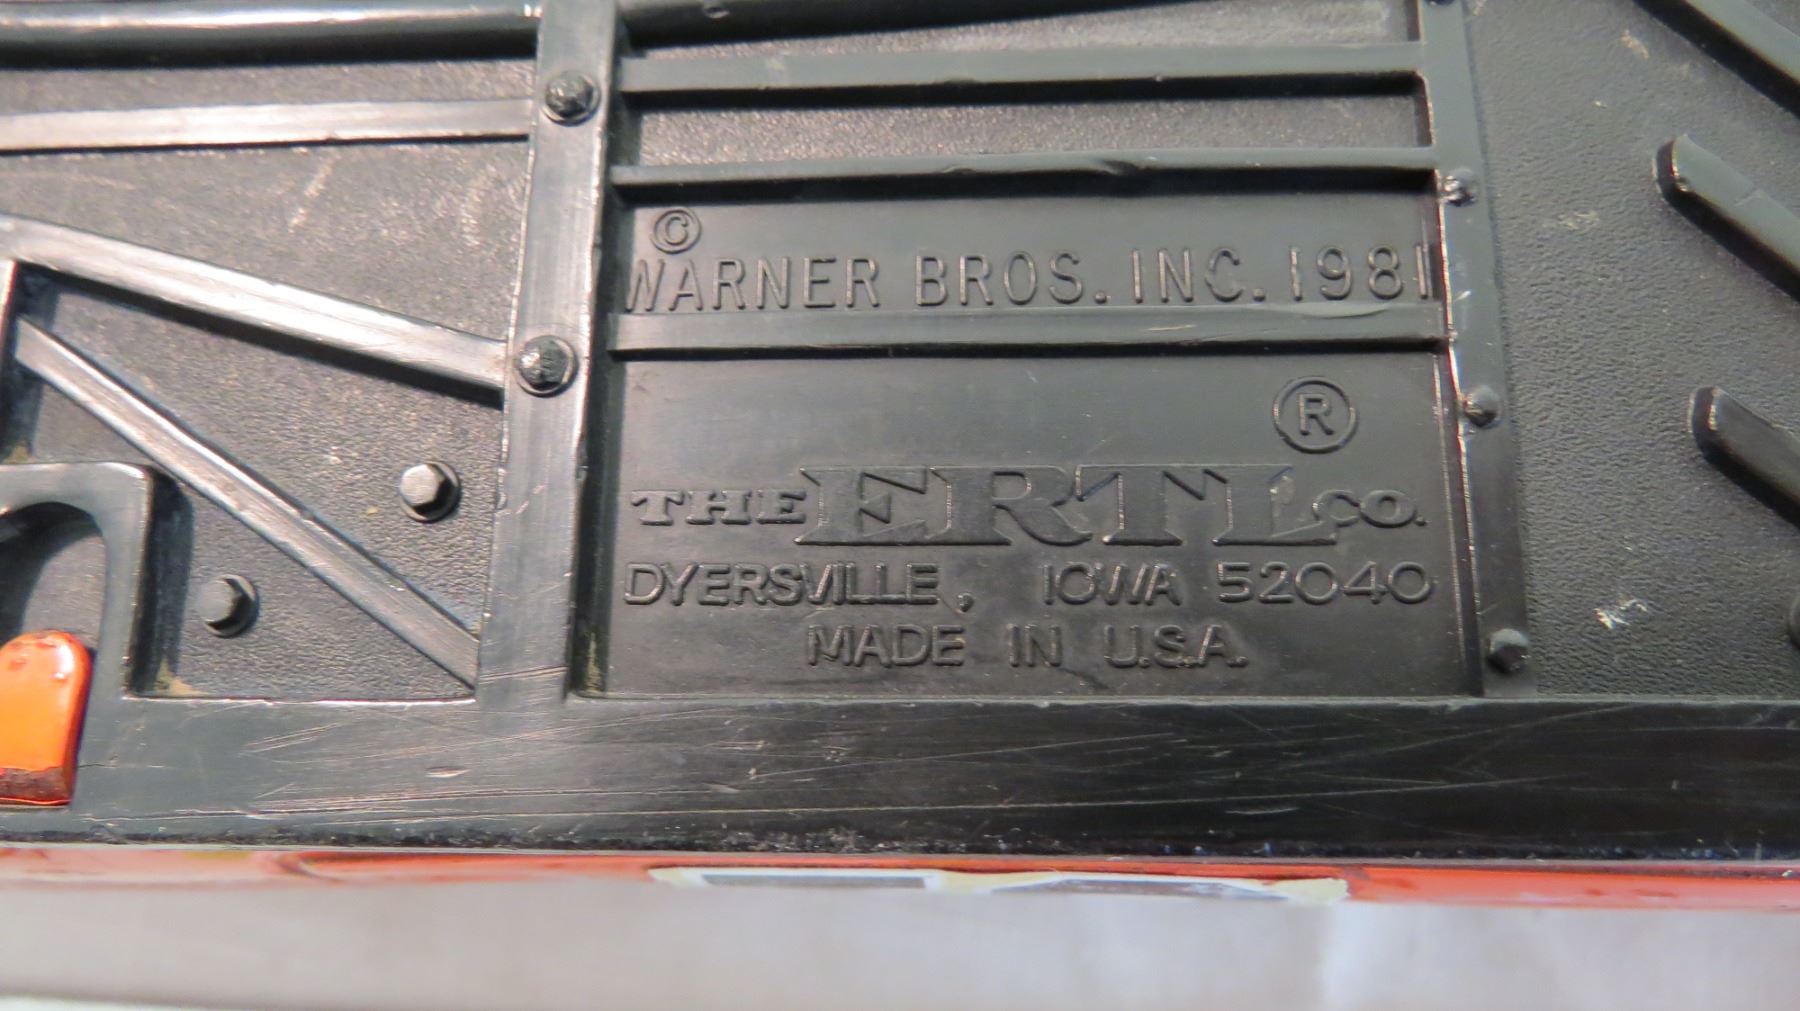 ©
WARNER BROS. INC. 1981
®
THE ERTL CO.
DYERSVILLE, IOWA 52040
MADE IN U.S.A.